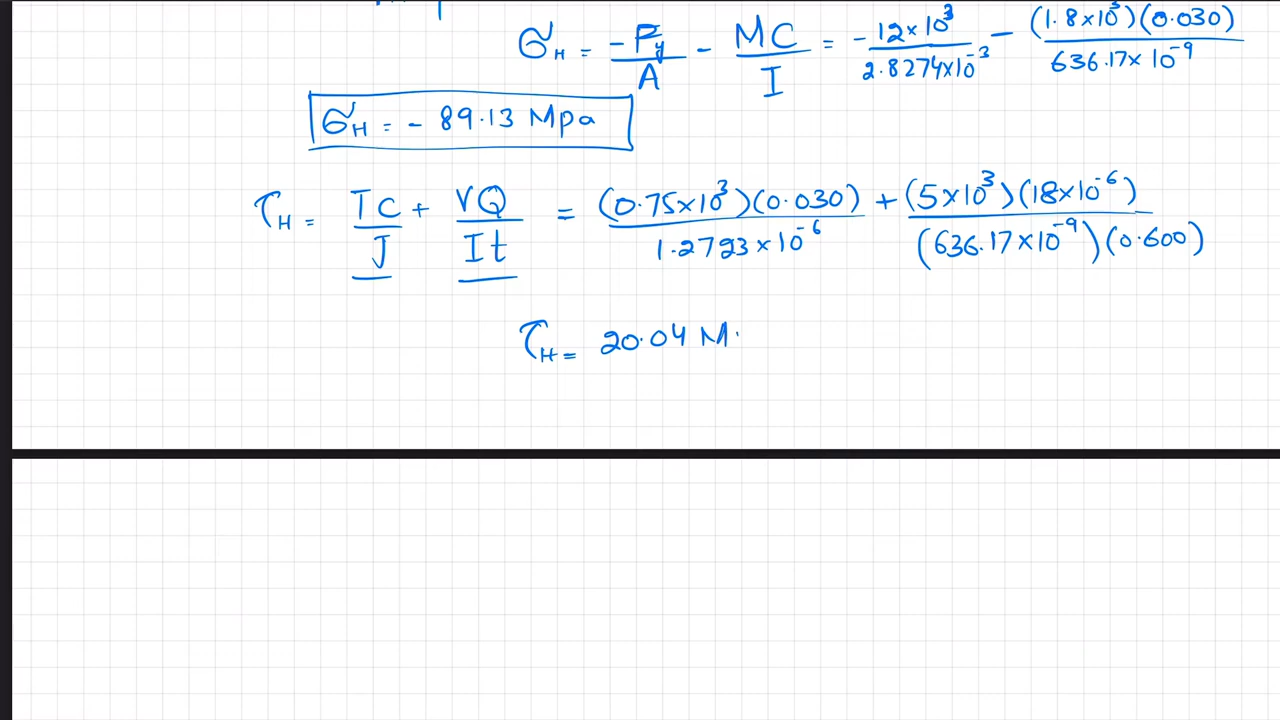 σH = -Py/A - MC/I = -12×10³/2.8274×10⁻³ - (1.8×10³)(0.030)/636.17×10⁻⁹
σH = - 89.13 Mpa
τH = TC/J + VQ/It = (0.75×10³)(0.030)/1.2723×10⁻⁶ + (5×10³)(18×10⁻⁶)/(636.17×10⁻⁹)(0.600)
τH = 20.04 M